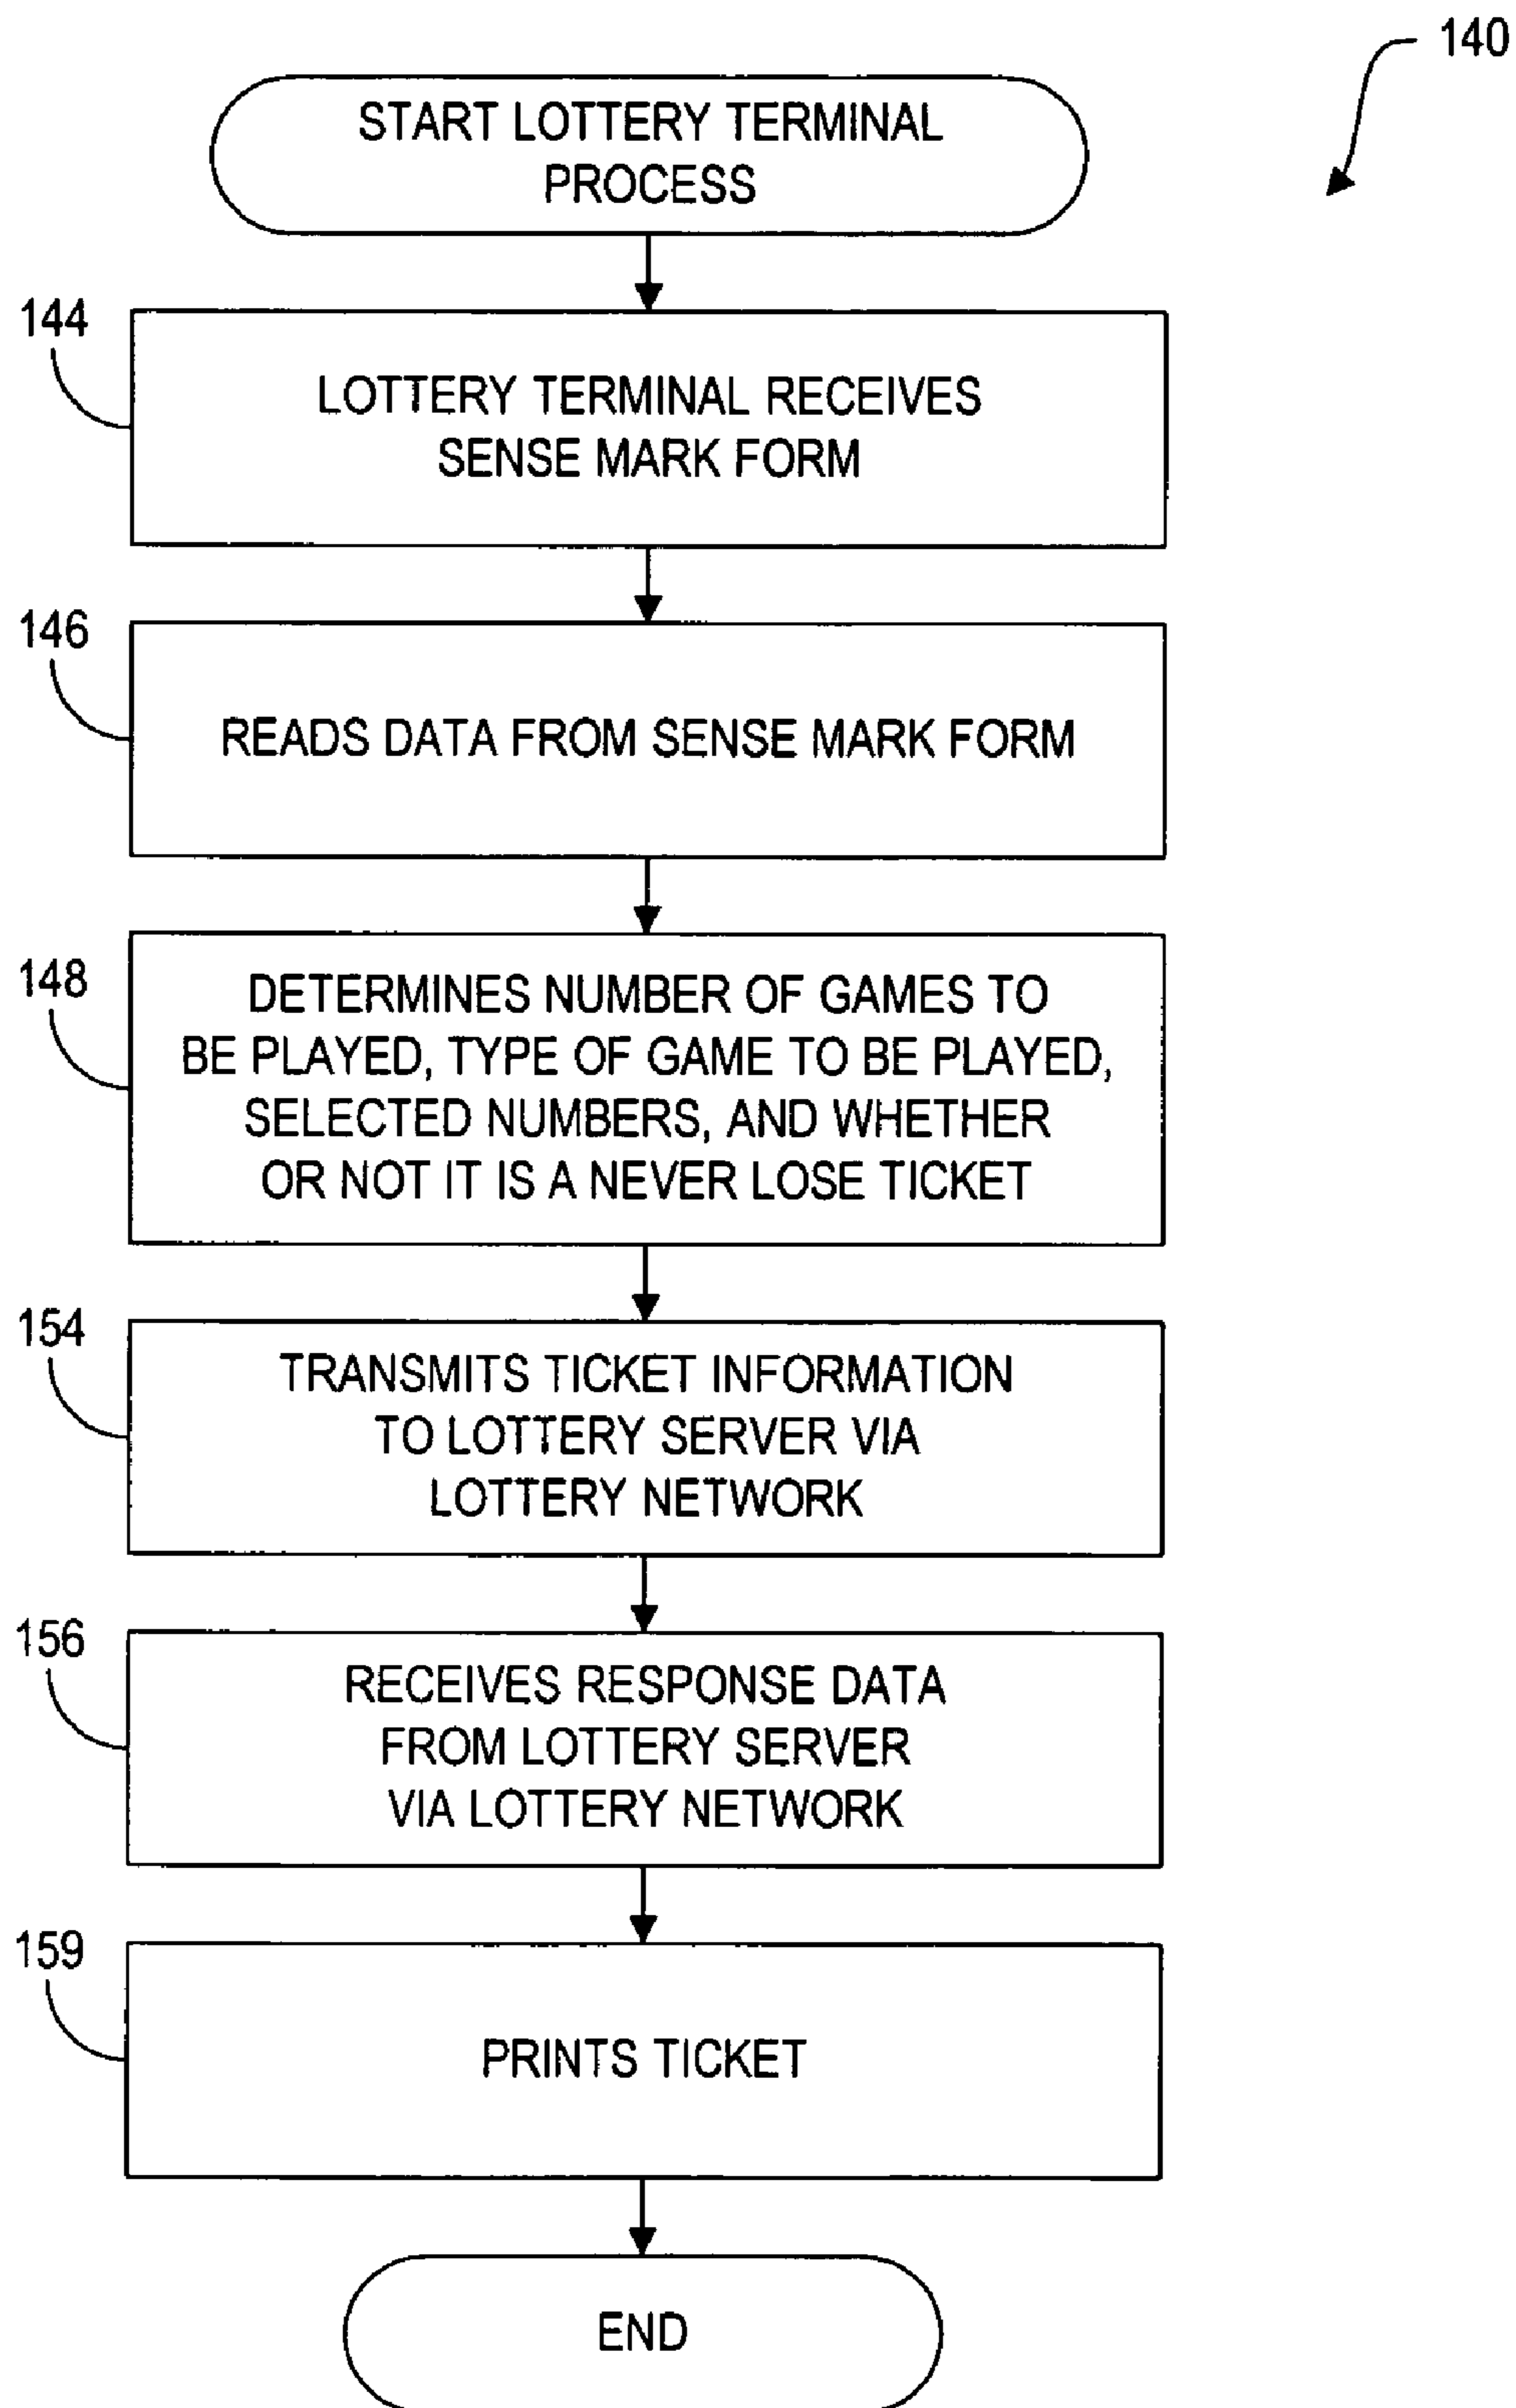 140
START LOTTERY TERMINAL
PROCESS
144
LOTTERY TERMINAL RECEIVES
SENSE MARK FORM
146
READS DATA FROM SENSE MARK FORM
148
DETERMINES NUMBER OF GAMES TO
BE PLAYED, TYPE OF GAME TO BE PLAYED,
SELECTED NUMBERS, AND WHETHER
OR NOT IT IS A NEVER LOSE TICKET
154
TRANSMITS TICKET INFORMATION
TO LOTTERY SERVER VIA
LOTTERY NETWORK
156
RECEIVES RESPONSE DATA
FROM LOTTERY SERVER
VIA LOTTERY NETWORK
159
PRINTS TICKET
END